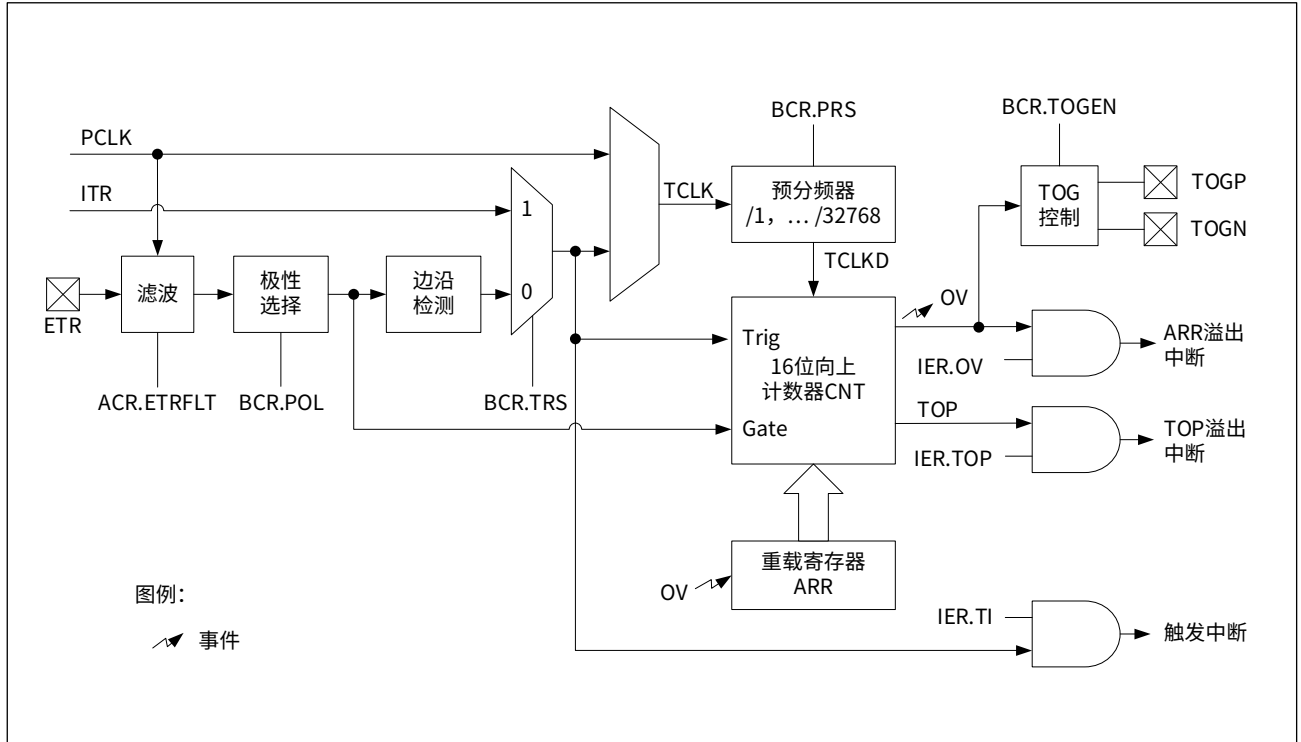 PCLK
ITR
ETR
滤波
ACR.ETRFLT
极性
选择
BCR.POL
边沿
检测
1
0
BCR.TRS
TCLK
BCR.PRS
预分频器
/1，… /32768
TCLKD
Trig
16位向上
计数器CNT
Gate
OV
TOP
重载寄存器
ARR
OV
BCR.TOGEN
TOG
控制
TOGP
TOGN
IER.OV
ARR溢出
中断
IER.TOP
TOP溢出
中断
IER.TI
触发中断
图例：
事件